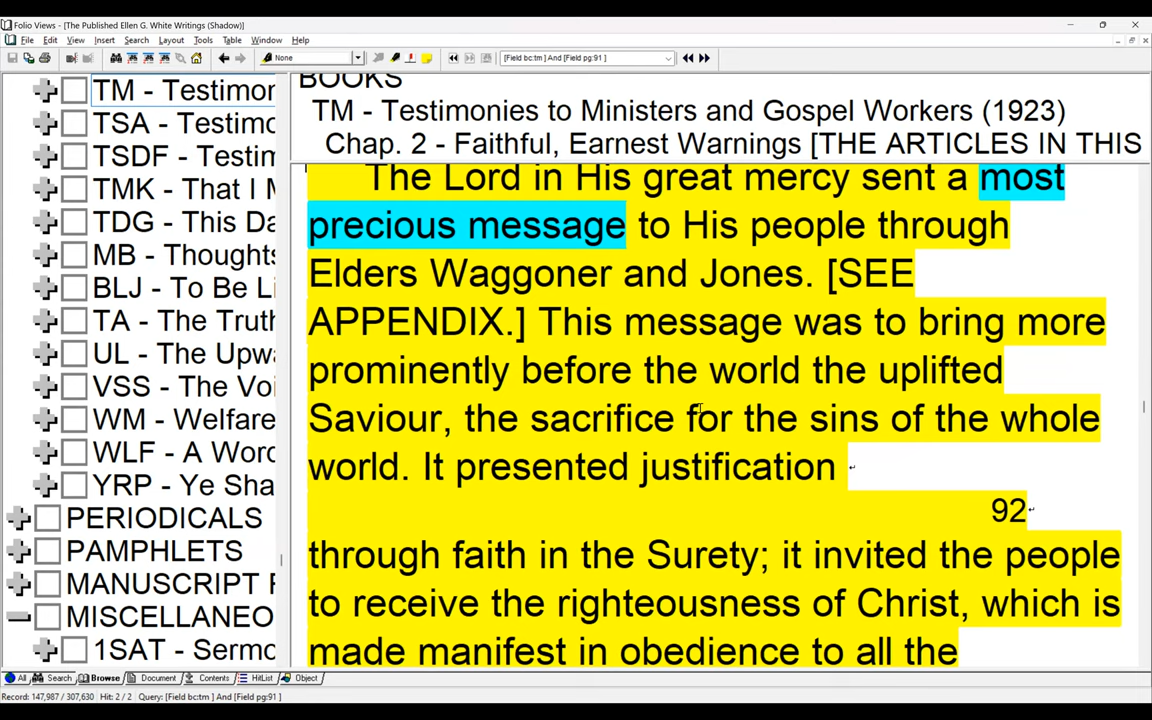 Folio Views - [The Published Ellen G. White Writings (Shadow)]
File Edit View Insert Search Layout Tools Table Window Help
None
[Field bc:tm ] And [Field pg:91 ]
TM - Testimor
TSA - Testimo
TSDF - Testim
TMK - That I M
TDG - This Da
MB - Thoughts
BLJ - To Be Li
TA - The Truth
UL - The Upwa
VSS - The Voi
WM - Welfare
WLF - A Word
YRP - Ye Sha
PERIODICALS
PAMPHLETS
MANUSCRIPT F
MISCELLANEO
1SAT - Sermo
BOOKS
TM - Testimonies to Ministers and Gospel Workers (1923)
Chap. 2 - Faithful, Earnest Warnings [THE ARTICLES IN THIS
The Lord in His great mercy sent a most
precious message to His people through
Elders Waggoner and Jones. [SEE
APPENDIX.] This message was to bring more
prominently before the world the uplifted
Saviour, the sacrifice for the sins of the whole
world. It presented justification
92
through faith in the Surety; it invited the people
to receive the righteousness of Christ, which is
made manifest in obedience to all the
All Search Browse Document Contents HitList Object
Record: 147,987 / 307,630 Hit: 2 / 2 Query: [Field bc:tm ] And [Field pg:91 ]